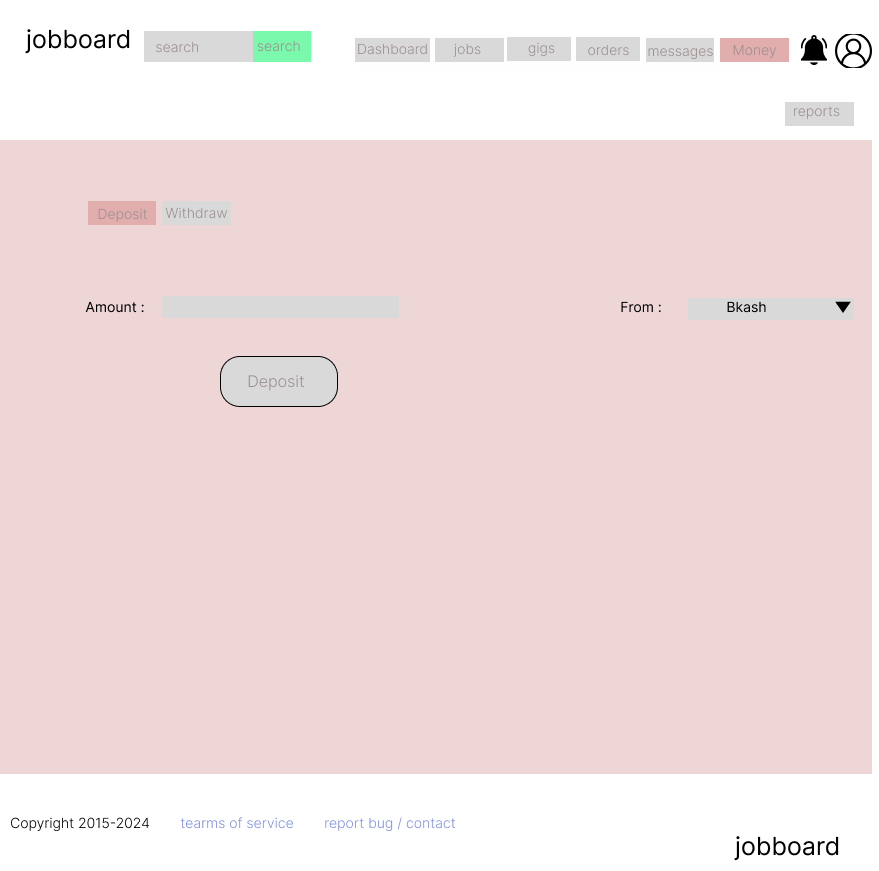 jobboard
search search
Dashboard jobs gigs orders messages Money
reports
Deposit Withdraw
Amount : From : Bkash
Deposit
Copyright 2015-2024 tearms of service report bug / contact
jobboard